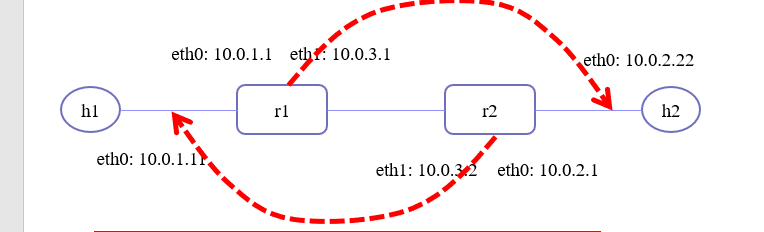 eth0: 10.0.1.1 eth1: 10.0.3.1
eth0: 10.0.2.22
h1
r1
r2
h2
eth0: 10.0.1.11
eth1: 10.0.3.2 eth0: 10.0.2.1